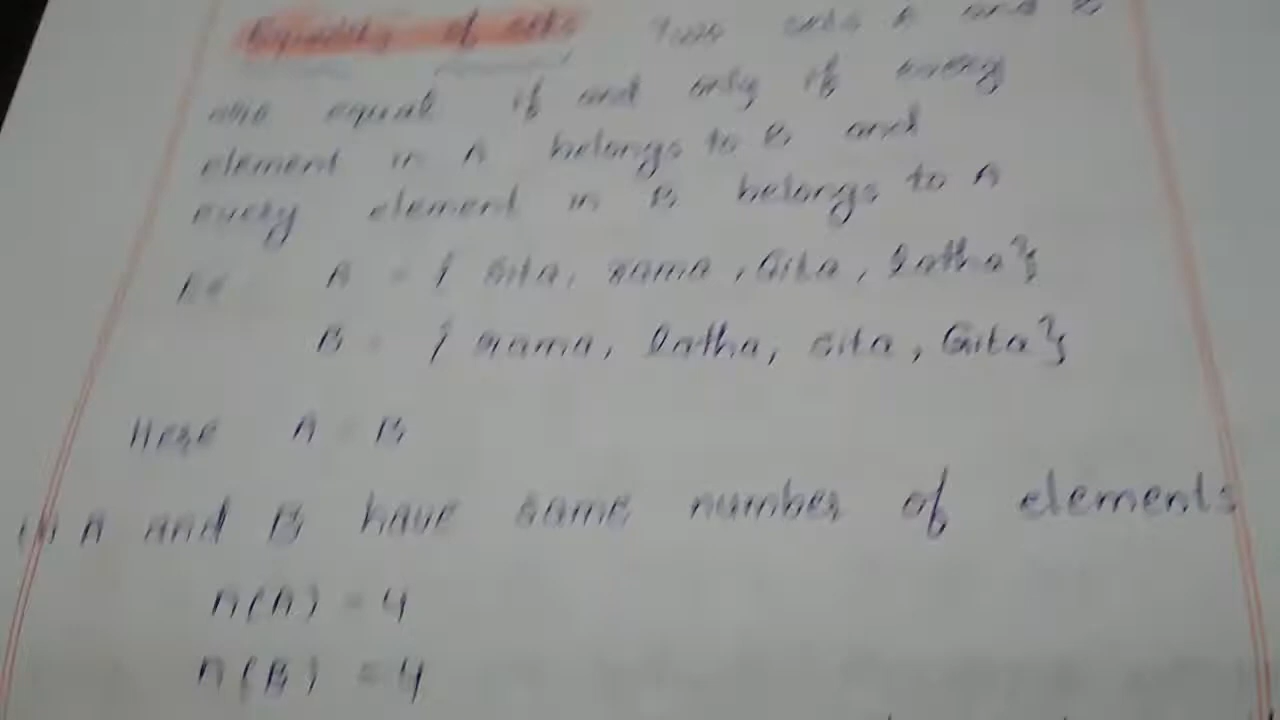 Equality of sets Two sets A and B
are equal if and only if every
element in A belongs to B and
every element in B belongs to A
Ex A = { sita, rama, Gita, latha}
B = { rama, latha, sita, Gita}
Here A = B
(i) A and B have same number of elements
n(A) = 4
n(B) = 4